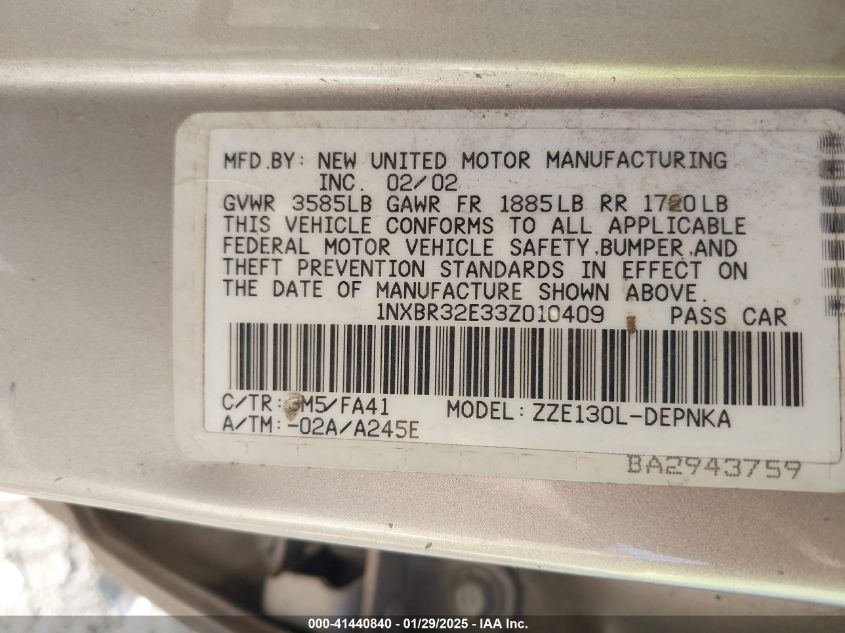 MFD.BY: NEW UNITED MOTOR MANUFACTURING
INC. 02/02
GVWR 3585LB GAWR FR 1885LB RR 1720LB
THIS VEHICLE CONFORMS TO ALL APPLICABLE
FEDERAL MOTOR VEHICLE SAFETY,BUMPER,AND
THEFT PREVENTION STANDARDS IN EFFECT ON
THE DATE OF MANUFACTURE SHOWN ABOVE.
1NXBR32E33Z010409 PASS CAR
C/TR: M5/FA41 MODEL: ZZE130L-DEPNKA
A/TM:-02A/A245E
BA2943759
000-41440840 - 01/29/2025 - IAA Inc.